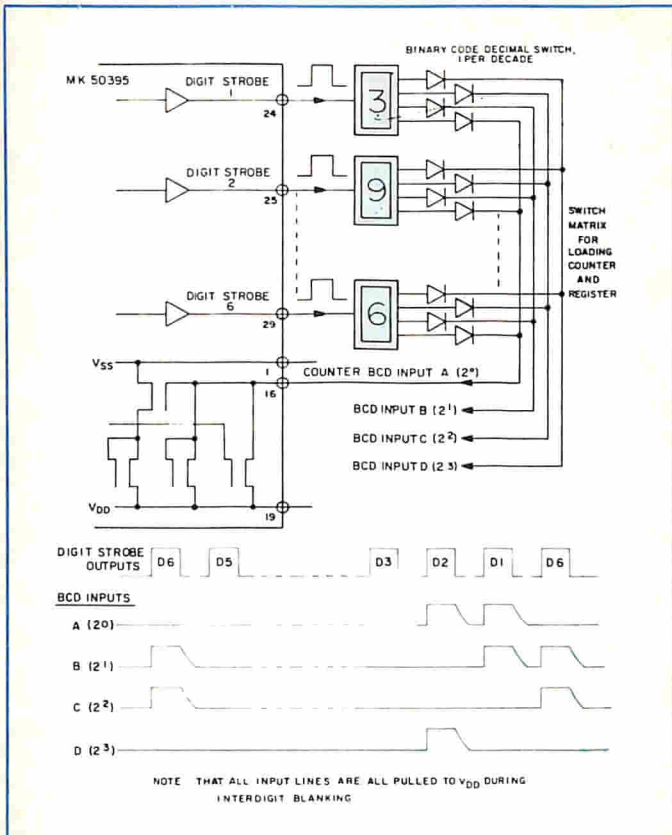 BINARY CODE DECIMAL SWITCH,
1 PER DECADE
MK 50395
DIGIT STROBE
1
24
3
DIGIT STROBE
2
25
9
SWITCH
MATRIX
FOR
LOADING
COUNTER
AND
REGISTER
DIGIT STROBE
6
29
6
VSS
1
16
COUNTER BCD INPUT A (2⁰)
BCD INPUT B (2¹)
BCD INPUT C (2²)
BCD INPUT D (2³)
VDD
19
DIGIT STROBE
OUTPUTS
D6 D5 D3 D2 D1 D6
BCD INPUTS
A (2⁰)
B (2¹)
C (2²)
D (2³)
NOTE THAT ALL INPUT LINES ARE ALL PULLED TO VDD DURING
INTERDIGIT BLANKING